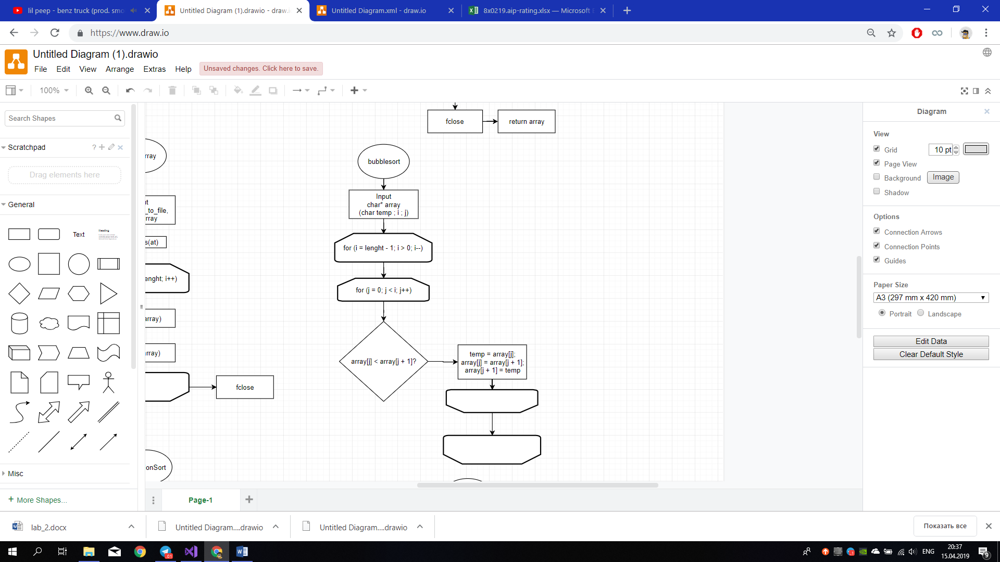 lil peep - benz truck (prod. smo
Untitled Diagram (1).drawio - draw.i
Untitled Diagram.xml - draw.io
8x0219.aip-rating.xlsx — Microsoft E
https://www.draw.io
Untitled Diagram (1).drawio
File Edit View Arrange Extras Help
Unsaved changes. Click here to save.
100%
Search Shapes
Scratchpad
?
Drag elements here
General
Text
Heading
Misc
+ More Shapes...
fclose
return array
rray
bubblesort
Input
char* array
(char temp ; i ; j)
_to_file,
rray
s(at)
for (i = lenght - 1; i > 0; i--)
enght; i++)
for (j = 0; j < i; j++)
array)
rray)
array[j] < array[j + 1]?
temp = array[j];
array[j] = array[j + 1];
array[j + 1] = temp
fclose
onSort
Page-1
Diagram
View
Grid
10 pt
Page View
Background
Image
Shadow
Options
Connection Arrows
Connection Points
Guides
Paper Size
A3 (297 mm x 420 mm)
Portrait
Landscape
Edit Data
Clear Default Style
lab_2.docx
Untitled Diagram....drawio
Untitled Diagram....drawio
Показать все
.01
ENG
20:37
15.04.2019
9